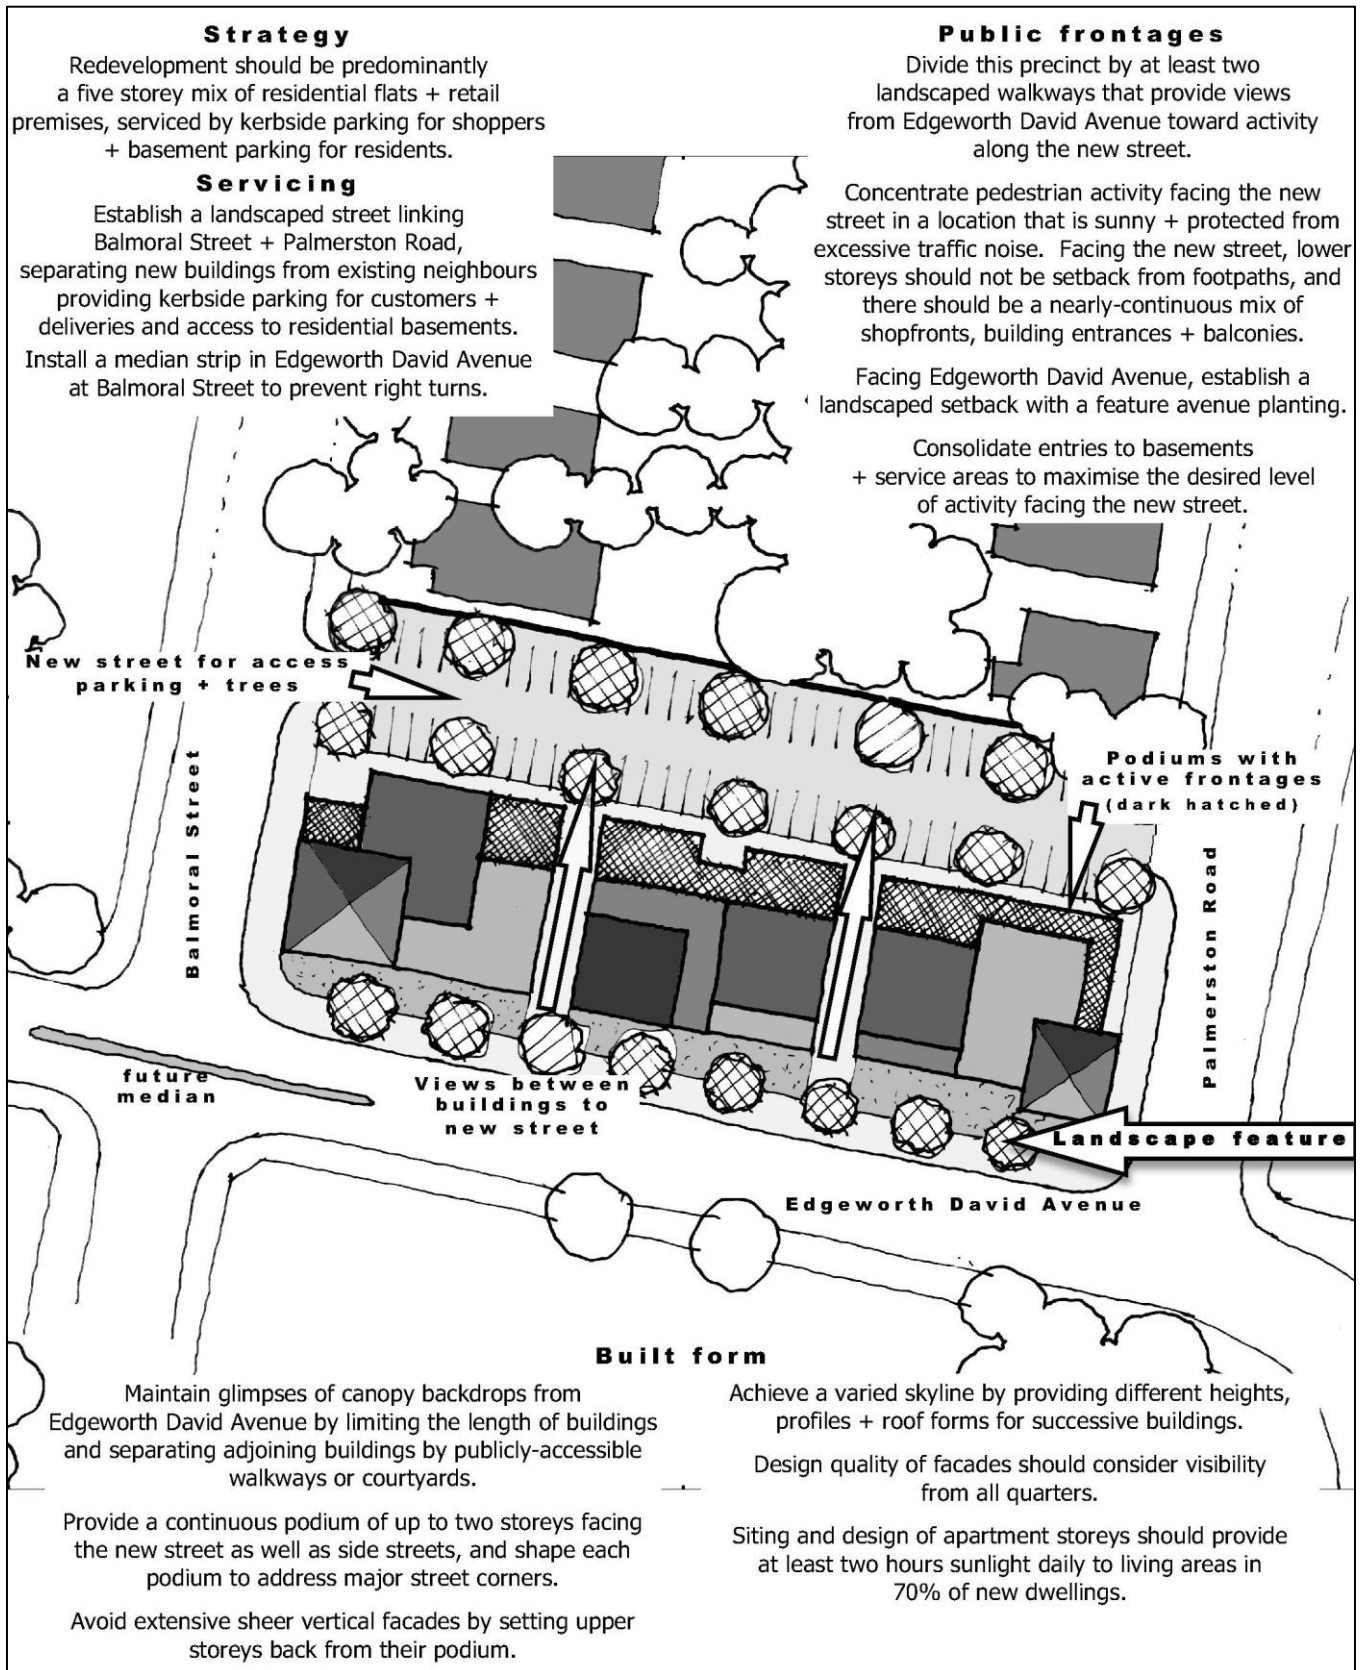 Strategy
Redevelopment should be predominantly
a five storey mix of residential flats + retail
premises, serviced by kerbside parking for shoppers
+ basement parking for residents.
Servicing
Establish a landscaped street linking
Balmoral Street + Palmerston Road,
separating new buildings from existing neighbours
providing kerbside parking for customers +
deliveries and access to residential basements.
Install a median strip in Edgeworth David Avenue
at Balmoral Street to prevent right turns.
Public frontages
Divide this precinct by at least two
landscaped walkways that provide views
from Edgeworth David Avenue toward activity
along the new street.
Concentrate pedestrian activity facing the new
street in a location that is sunny + protected from
excessive traffic noise. Facing the new street, lower
storeys should not be setback from footpaths, and
there should be a nearly-continuous mix of
shopfronts, building entrances + balconies.
Facing Edgeworth David Avenue, establish a
landscaped setback with a feature avenue planting.
Consolidate entries to basements
+ service areas to maximise the desired level
of activity facing the new street.
New street for access
parking + trees
Podiums with
active frontages
(dark hatched)
Balmoral Street
Palmerston Road
future
median
Views between
buildings to
new street
Landscape feature
Edgeworth David Avenue
Built form
Maintain glimpses of canopy backdrops from
Edgeworth David Avenue by limiting the length of buildings
and separating adjoining buildings by publicly-accessible
walkways or courtyards.
Provide a continuous podium of up to two storeys facing
the new street as well as side streets, and shape each
podium to address major street corners.
Avoid extensive sheer vertical facades by setting upper
storeys back from their podium.
Achieve a varied skyline by providing different heights,
profiles + roof forms for successive buildings.
Design quality of facades should consider visibility
from all quarters.
Siting and design of apartment storeys should provide
at least two hours sunlight daily to living areas in
70% of new dwellings.